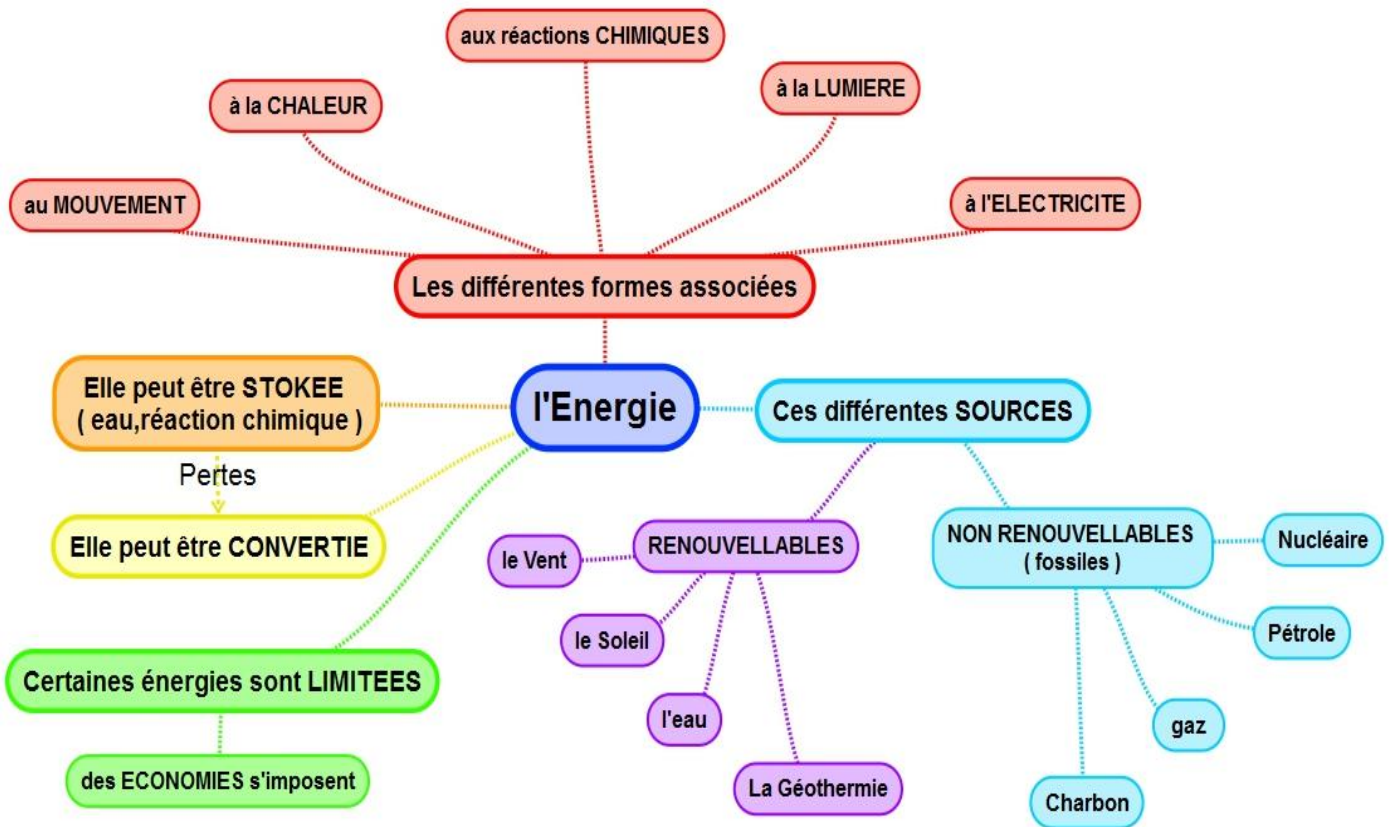 aux réactions CHIMIQUES
à la CHALEUR
à la LUMIERE
au MOUVEMENT
à l'ELECTRICITE
Les différentes formes associées
l'Energie
Elle peut être STOKEE
( eau,réaction chimique )
Pertes
Elle peut être CONVERTIE
Certaines énergies sont LIMITEES
des ECONOMIES s'imposent
Ces différentes SOURCES
RENOUVELLABLES
le Vent
le Soleil
l'eau
La Géothermie
NON RENOUVELLABLES
( fossiles )
Nucléaire
Pétrole
gaz
Charbon